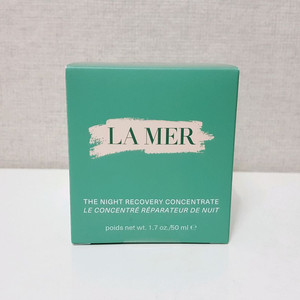 LA MER
THE NIGHT RECOVERY CONCENTRATE
LE CONCENTRÉ RÉPARATEUR DE NUIT
poids net wt. 1.7 oz./50 ml ℮?